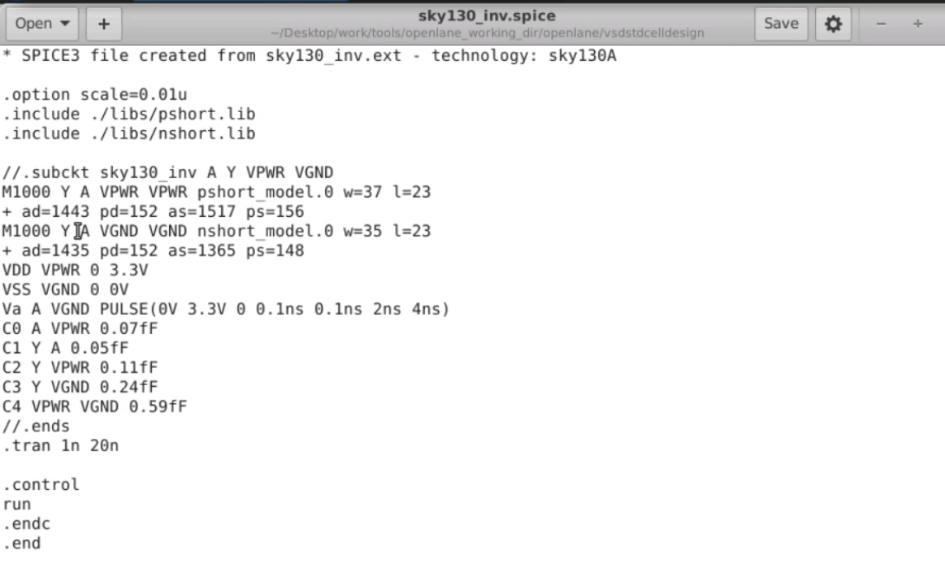 Open
+
sky130_inv.spice
~/Desktop/work/tools/openlane_working_dir/openlane/vsdstdcelldesign
Save
* SPICE3 file created from sky130_inv.ext - technology: sky130A
.option scale=0.01u
.include ./libs/pshort.lib
.include ./libs/nshort.lib
//.subckt sky130_inv A Y VPWR VGND
M1000 Y A VPWR VPWR pshort_model.0 w=37 l=23
+ ad=1443 pd=152 as=1517 ps=156
M1000 Y A VGND VGND nshort_model.0 w=35 l=23
+ ad=1435 pd=152 as=1365 ps=148
VDD VPWR 0 3.3V
VSS VGND 0 0V
Va A VGND PULSE(0V 3.3V 0 0.1ns 0.1ns 2ns 4ns)
C0 A VPWR 0.07fF
C1 Y A 0.05fF
C2 Y VPWR 0.11fF
C3 Y VGND 0.24fF
C4 VPWR VGND 0.59fF
//.ends
.tran 1n 20n
.control
run
.endc
.end